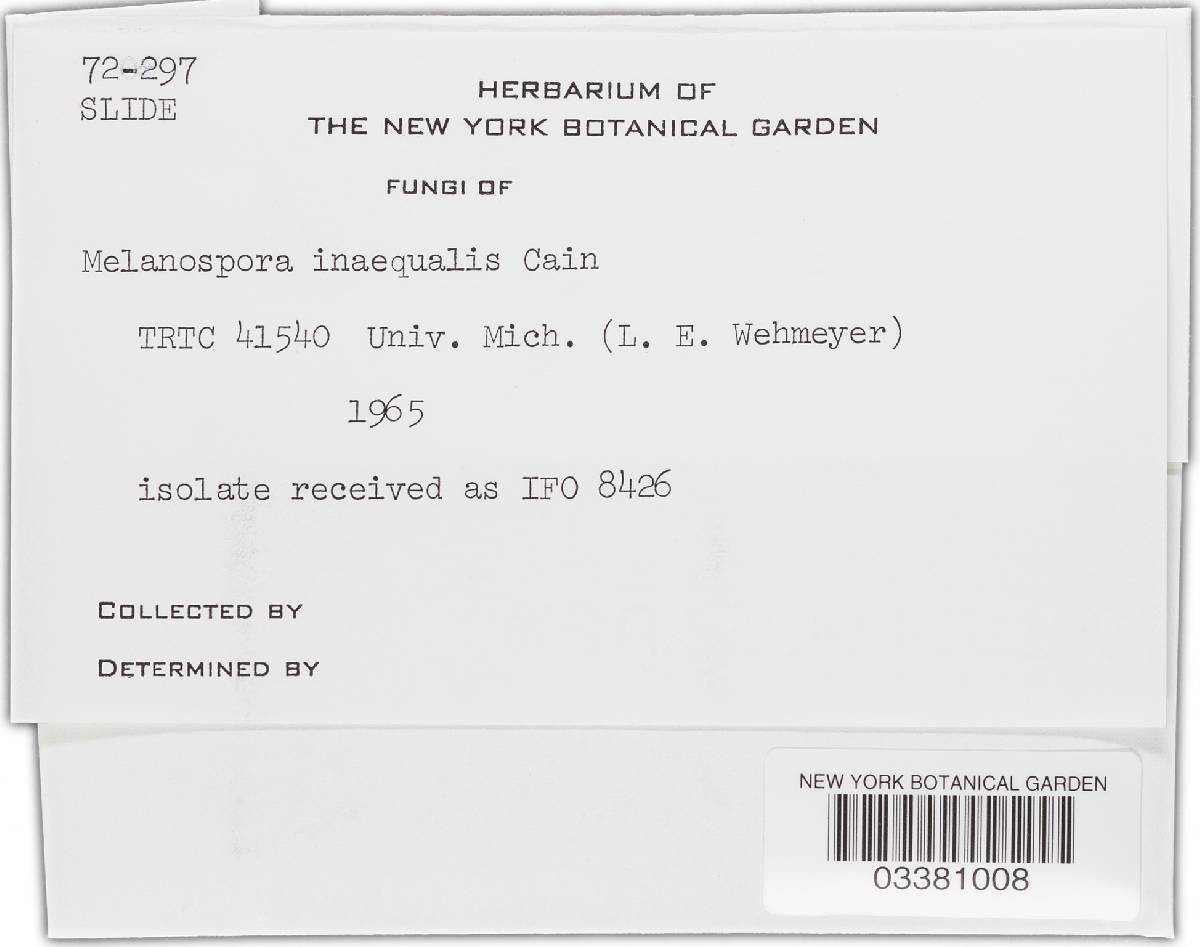 72-297
SLIDE
HERBARIUM OF
THE NEW YORK BOTANICAL GARDEN
FUNGI OF
Melanospora inaequalis Cain
TRTC 41540 Univ. Mich. (L. E. Wehmeyer)
1965
isolate received as IFO 8426
COLLECTED BY
DETERMINED BY
NEW YORK BOTANICAL GARDEN
03381008